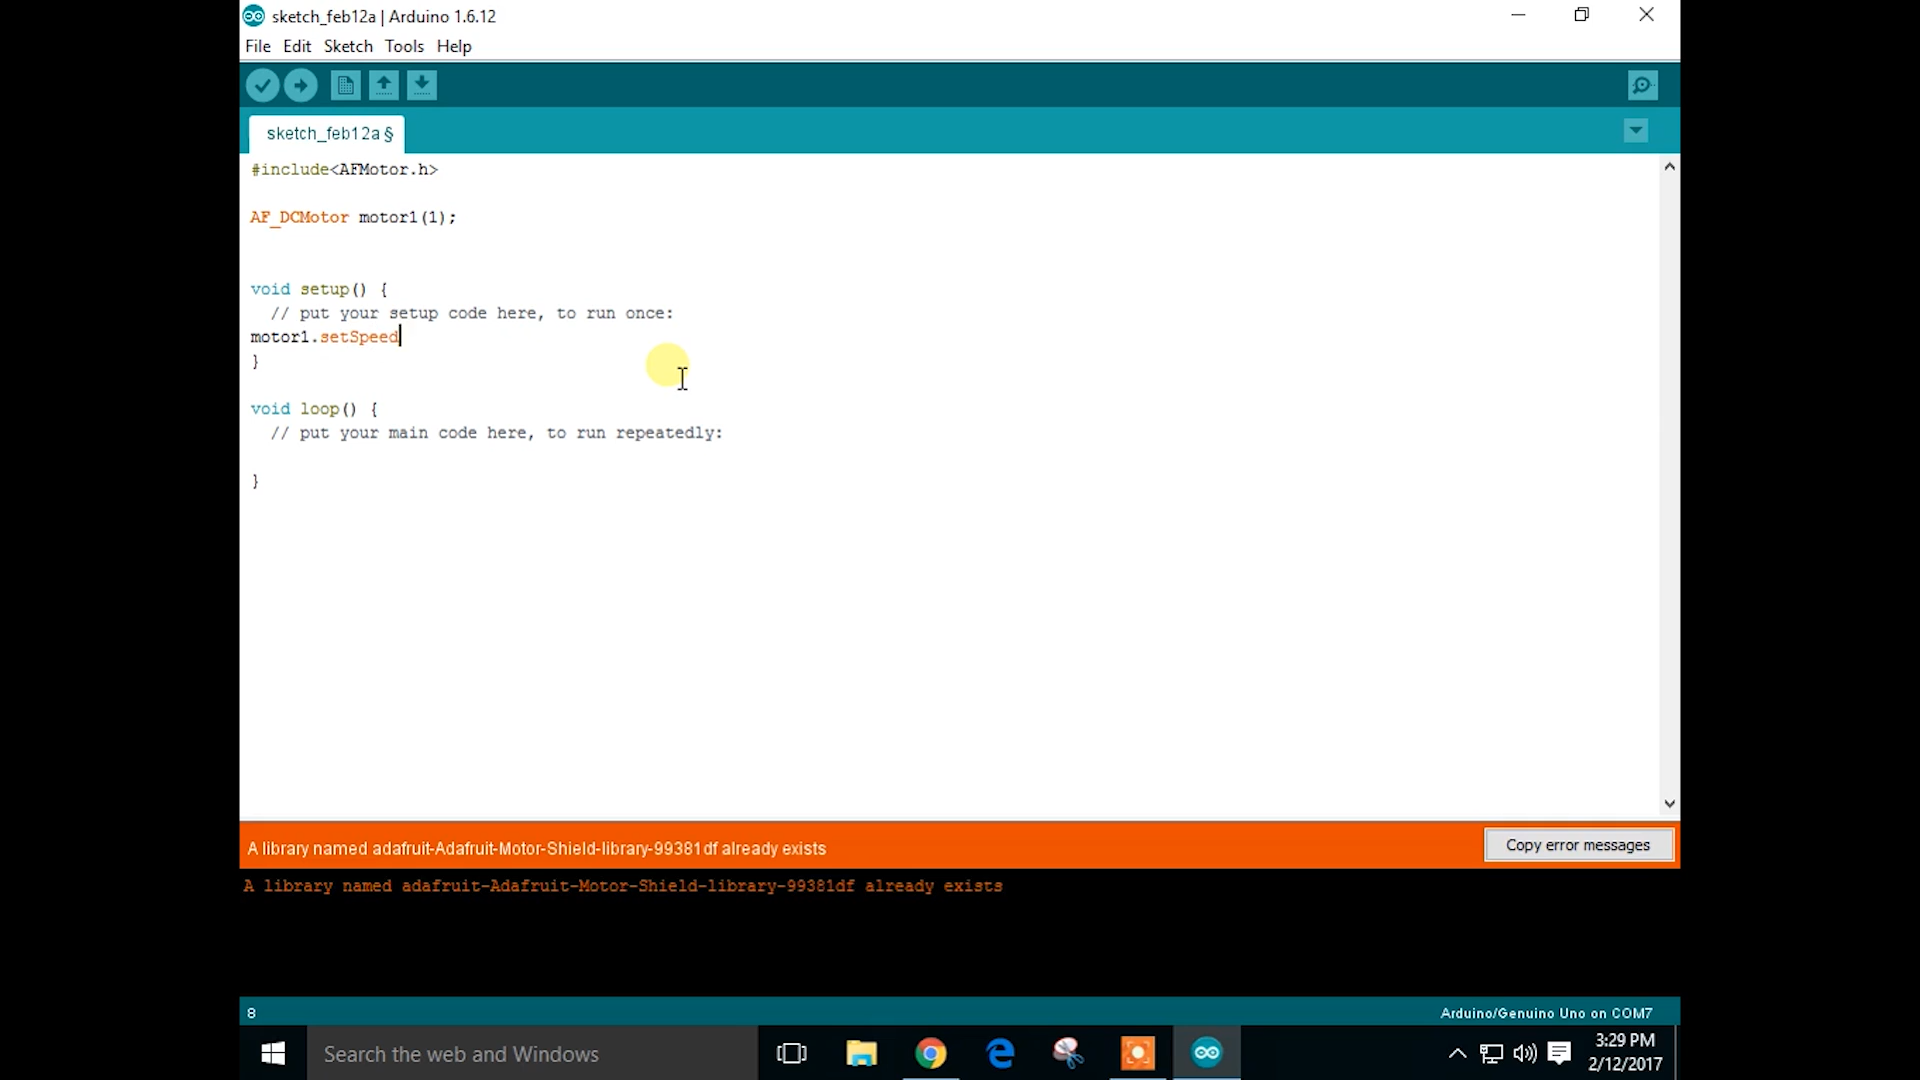 sketch_feb12a | Arduino 1.6.12
File Edit Sketch Tools Help
sketch_feb12a §
#include<AFMotor.h>
AF_DCMotor motor1(1);
void setup() {
// put your setup code here, to run once:
motor1.setSpeed
}
void loop() {
// put your main code here, to run repeatedly:
}
A library named adafruit-Adafruit-Motor-Shield-library-99381df already exists
Copy error messages
A library named adafruit-Adafruit-Motor-Shield-library-99381df already exists
8
Arduino/Genuino Uno on COM7
Search the web and Windows
3:29 PM
2/12/2017